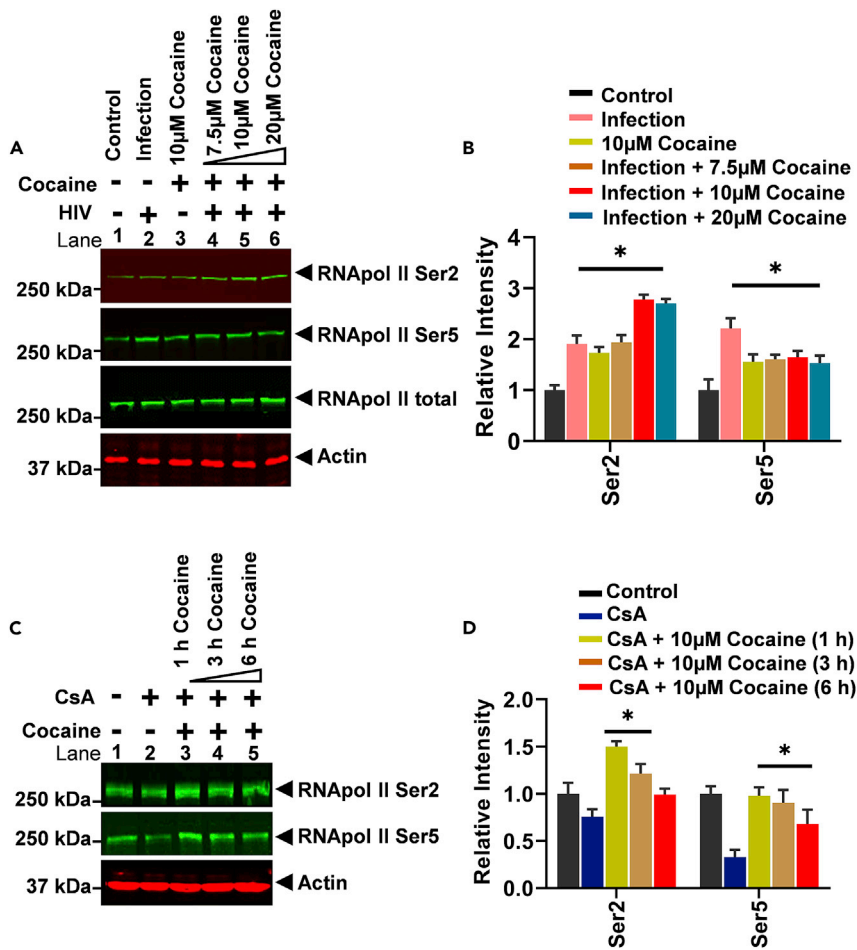 A
Control
Infection
10µM Cocaine
7.5µM Cocaine
10µM Cocaine
20µM Cocaine
Cocaine - - + + + +
HIV - + - + + +
Lane 1 2 3 4 5 6
250 kDa RNApol II Ser2
250 kDa RNApol II Ser5
250 kDa RNApol II total
37 kDa Actin
B
Control
Infection
10µM Cocaine
Infection + 7.5µM Cocaine
Infection + 10µM Cocaine
Infection + 20µM Cocaine
Relative Intensity
4
3
2
1
0
* *
Ser2 Ser5
C
1 h Cocaine
3 h Cocaine
6 h Cocaine
CsA - + + + +
Cocaine - - + + +
Lane 1 2 3 4 5
250 kDa RNApol II Ser2
250 kDa RNApol II Ser5
37 kDa Actin
D
Control
CsA
CsA + 10µM Cocaine (1 h)
CsA + 10µM Cocaine (3 h)
CsA + 10µM Cocaine (6 h)
Relative Intensity
2.0
1.5
1.0
0.5
0.0
* *
Ser2 Ser5